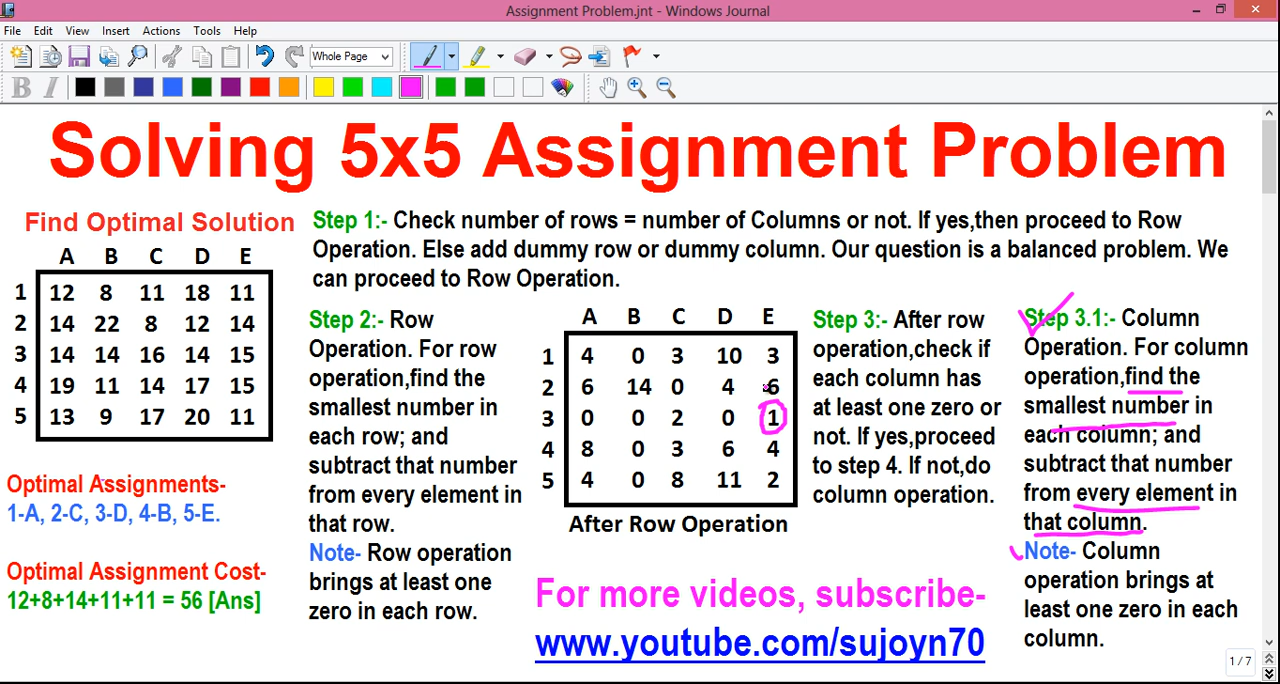 Assignment Problem.jnt - Windows Journal
File Edit View Insert Actions Tools Help
Whole Page
B I
Solving 5x5 Assignment Problem
Find Optimal Solution
A B C D E
1 12 8 11 18 11
2 14 22 8 12 14
3 14 14 16 14 15
4 19 11 14 17 15
5 13 9 17 20 11
Optimal Assignments-
1-A, 2-C, 3-D, 4-B, 5-E.
Optimal Assignment Cost-
12+8+14+11+11 = 56 [Ans]
Step 1:- Check number of rows = number of Columns or not. If yes,then proceed to Row
Operation. Else add dummy row or dummy column. Our question is a balanced problem. We
can proceed to Row Operation.
Step 2:- Row
Operation. For row
operation,find the
smallest number in
each row; and
subtract that number
from every element in
that row.
Note- Row operation
brings at least one
zero in each row.
A B C D E
1 4 0 3 10 3
2 6 14 0 4 6
3 0 0 2 0 1
4 8 0 3 6 4
5 4 0 8 11 2
After Row Operation
Step 3:- After row
operation,check if
each column has
at least one zero or
not. If yes,proceed
to step 4. If not,do
column operation.
Step 3.1:- Column
Operation. For column
operation,find the
smallest number in
each column; and
subtract that number
from every element in
that column.
Note- Column
operation brings at
least one zero in each
column.
For more videos, subscribe-
www.youtube.com/sujoyn70
1 / 7